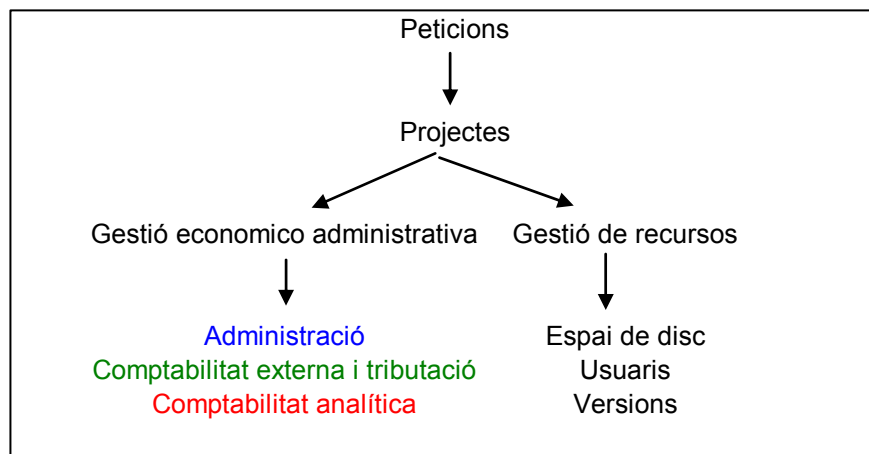 Peticions
Projectes
Gestió economico administrativa
Gestió de recursos
Administració
Comptabilitat externa i tributació
Comptabilitat analítica
Espai de disc
Usuaris
Versions